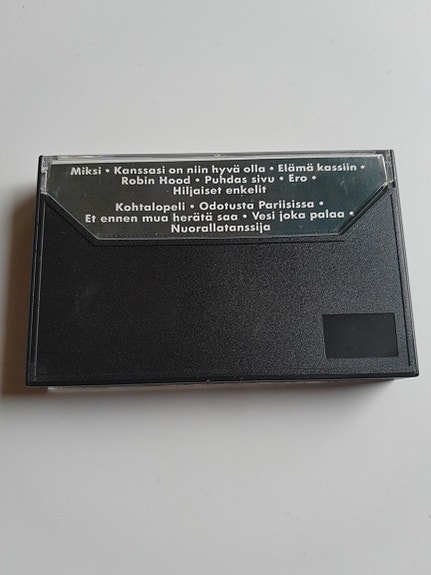 Miksi • Kanssasi on niin hyvä olla • Elämä kassiin •
Robin Hood • Puhdas sivu • Ero •
Hiljaiset enkelit
Kohtalopeli • Odotusta Pariisissa •
Et ennen mua herätä saa • Vesi joka palaa •
Nuorallatanssija